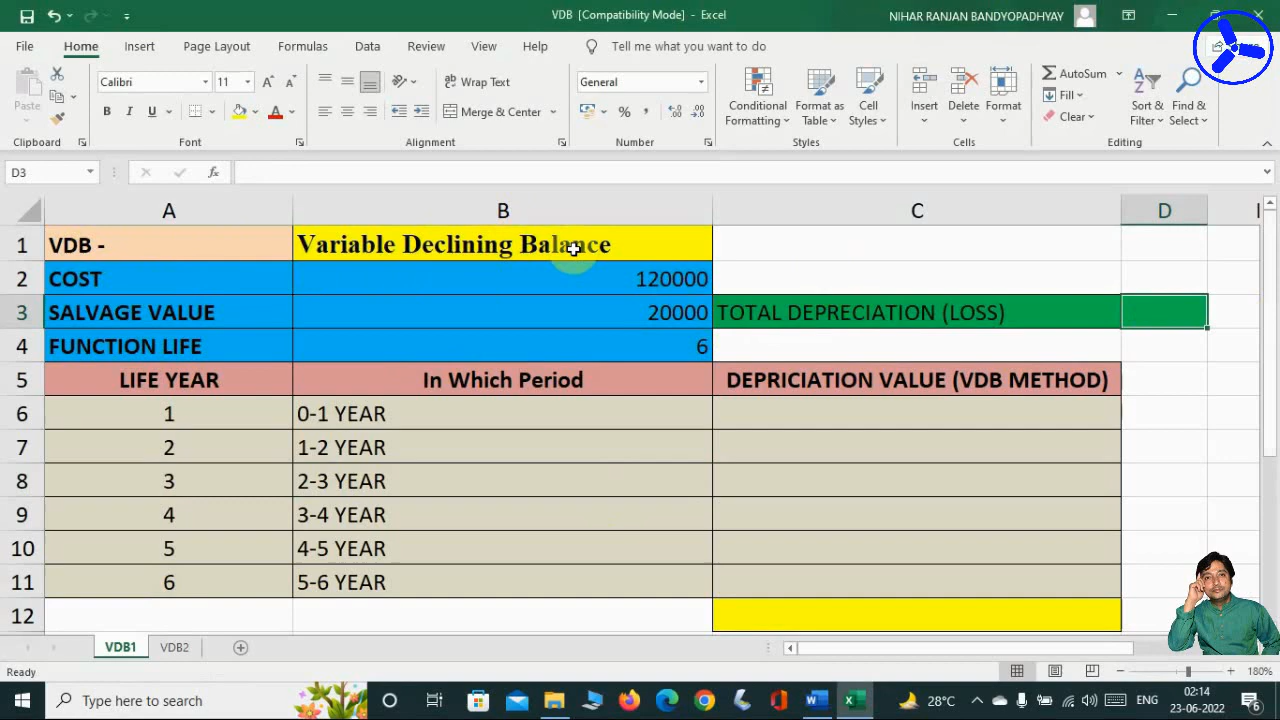 VDB [Compatibility Mode] - Excel
NIHAR RANJAN BANDYOPADHYAY
File Home Insert Page Layout Formulas Data Review View Help Tell me what you want to do
Calibri 11 Wrap Text General AutoSum
Paste Merge & Center Fill
Clear
Conditional Formatting Format as Table Cell Styles Insert Delete Format Sort & Filter Find & Select
Clipboard Font Alignment Number Styles Cells Editing
D3
A B C D
1 VDB - Variable Declining Balance
2 COST 120000
3 SALVAGE VALUE 20000 TOTAL DEPRECIATION (LOSS)
4 FUNCTION LIFE 6
5 LIFE YEAR In Which Period DEPRICIATION VALUE (VDB METHOD)
6 1 0-1 YEAR
7 2 1-2 YEAR
8 3 2-3 YEAR
9 4 3-4 YEAR
10 5 4-5 YEAR
11 6 5-6 YEAR
12
VDB1 VDB2
Ready 180%
Type here to search 28°C ENG 02:14
23-06-2022 6